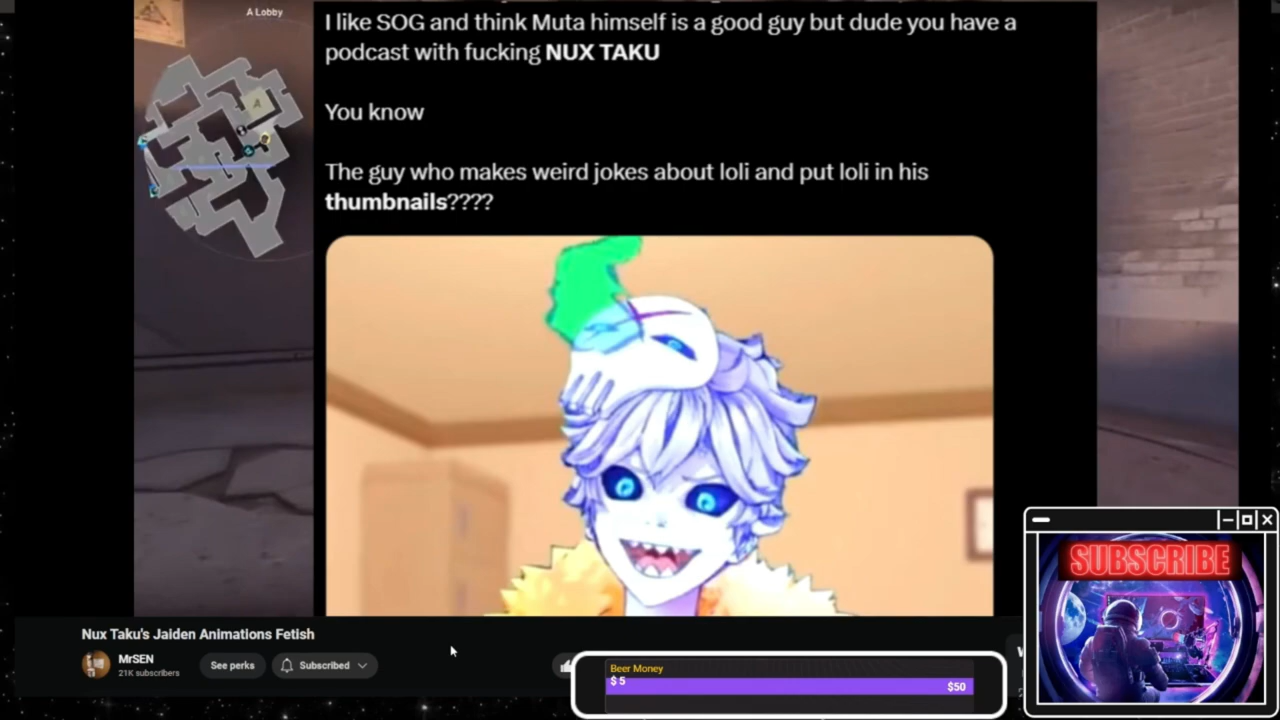 A Lobby
A
I like SOG and think Muta himself is a good guy but dude you have a
podcast with fucking NUX TAKU
You know
The guy who makes weird jokes about loli and put loli in his
thumbnails????
SUBSCRIBE
Nux Taku's Jaiden Animations Fetish
MrSEN
21K subscribers
See perks
Subscribed
Beer Money
$ 5
$50